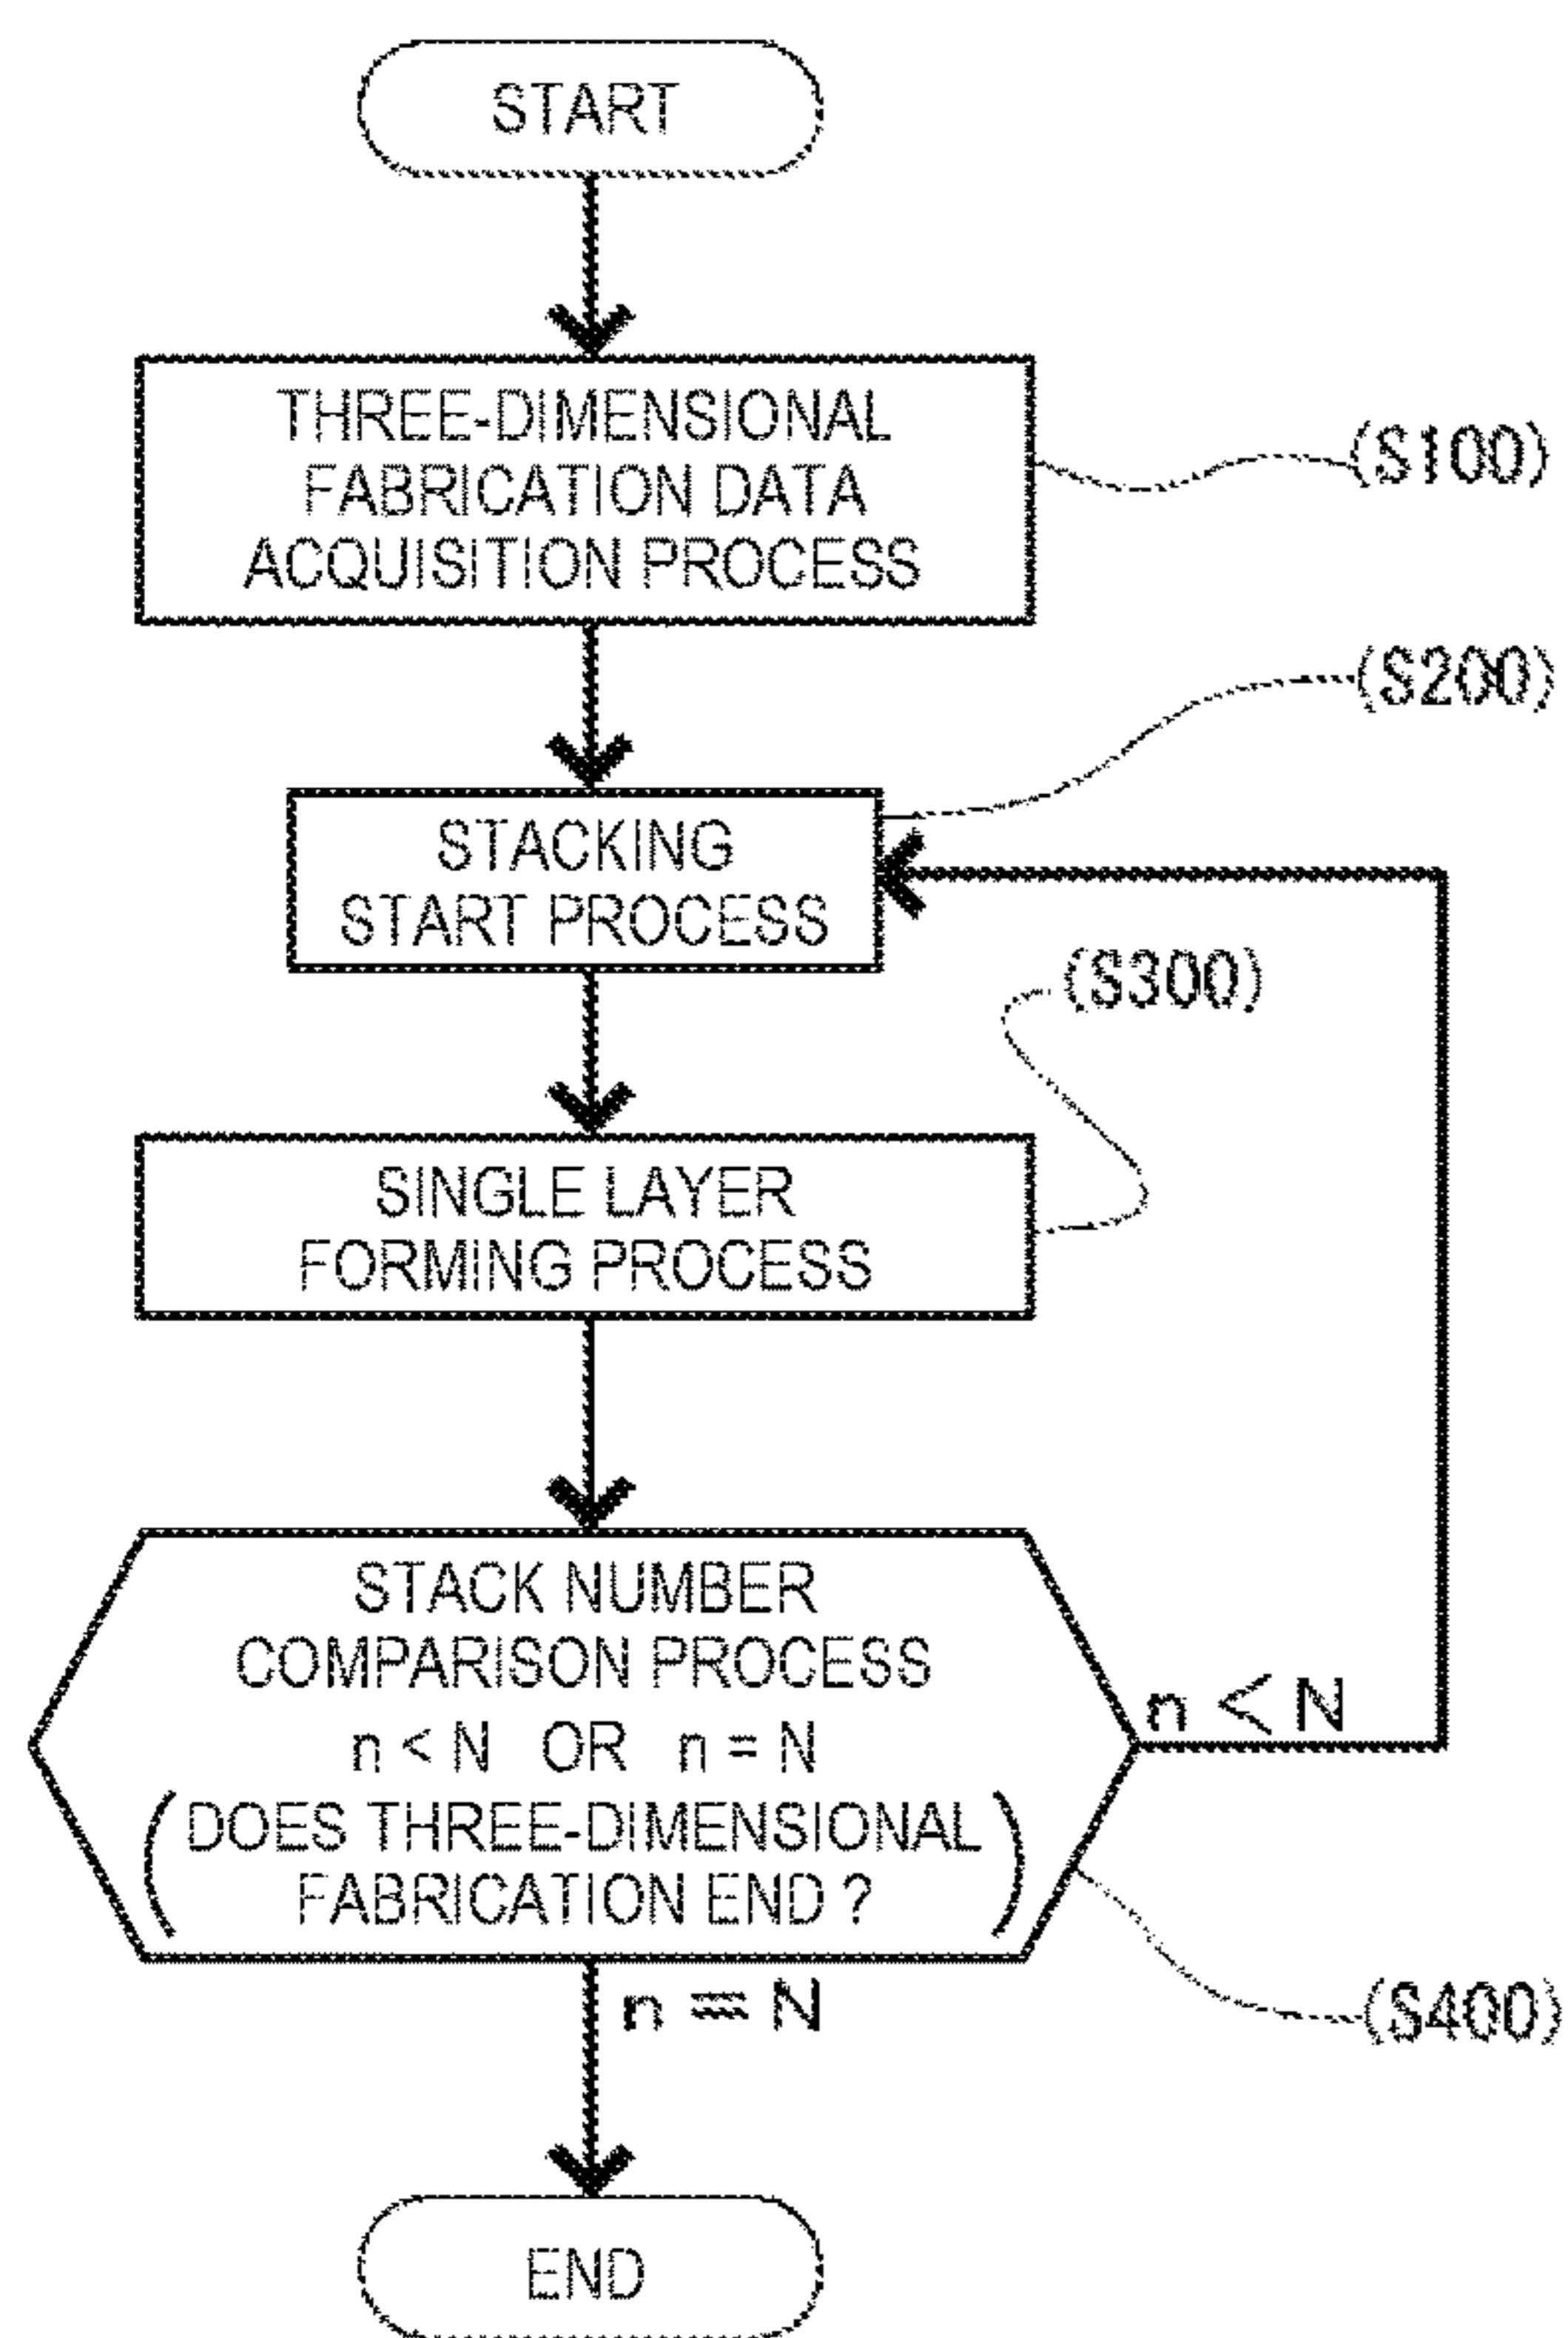 START
THREE-DIMENSIONAL
FABRICATION DATA
ACQUISITION PROCESS
(S100)
(S200)
STACKING
START PROCESS
(S300)
SINGLE LAYER
FORMING PROCESS
STACK NUMBER
COMPARISON PROCESS
n < N OR n = N
(DOES THREE-DIMENSIONAL
FABRICATION END ?)
n < N
n = N
(S400)
END